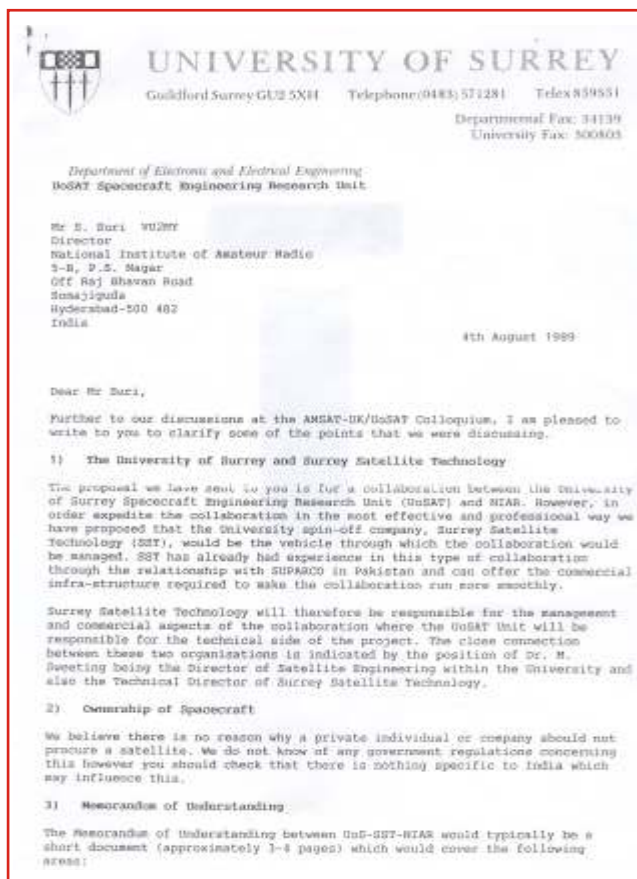 UNIVERSITY OF SURREY
Guildford Surrey GU2 5XH Telephone (0483) 571281 Telex 859331
Departmental Fax: 34139
University Fax: 300803
Department of Electronic and Electrical Engineering
UoSAT Spacecraft Engineering Research Unit
Mr S. Suri VU2MY
Director
National Institute of Amateur Radio
5-B, P.S. Nagar
Off Raj Bhavan Road
Somajiguda
Hyderabad-500 482
India
4th August 1989
Dear Mr Suri,
Further to our discussions at the AMSAT-UK/UoSAT Colloquium, I am pleased to
write to you to clarify some of the points that we were discussing.
1) The University of Surrey and Surrey Satellite Technology
The proposal we have sent to you is for a collaboration between the University
of Surrey Spacecraft Engineering Research Unit (UoSAT) and NIAR. However, in
order expedite the collaboration in the most effective and professional way we
have proposed that the University spin-off company, Surrey Satellite
Technology (SST), would be the vehicle through which the collaboration would
be managed. SST has already had experience in this type of collaboration
through the relationship with SUPARCO in Pakistan and can offer the commercial
infra-structure required to make the collaboration run more smoothly.
Surrey Satellite Technology will therefore be responsible for the management
and commercial aspects of the collaboration where the UoSAT Unit will be
responsible for the technical side of the project. The close connection
between these two organisations is indicated by the position of Dr. M.
Sweeting being the Director of Satellite Engineering within the University and
also the Technical Director of Surrey Satellite Technology.
2) Ownership of Spacecraft
We believe there is no reason why a private individual or company should not
procure a satellite. We do not know of any government regulations concerning
this however you should check that there is nothing specific to India which
may influence this.
3) Memorandum of Understanding
The Memorandum of Understanding between UoS-SST-NIAR would typically be a
short document (approximately 3-4 pages) which would cover the following
areas: